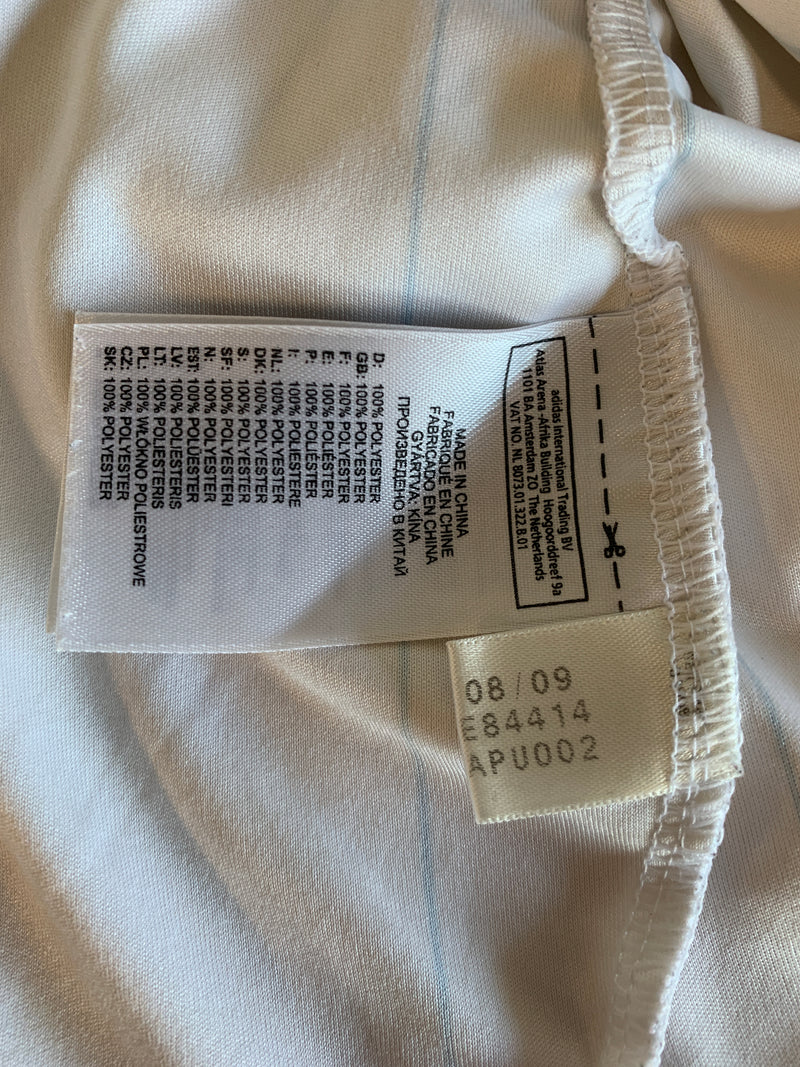 adidas International Trading BV
Atlas Arena -Afrika Building Hoogoorddreef 9a
1101 BA Amsterdam ZO The Netherlands
VAT NO. NL 8073.01.322.B.01
MADE IN CHINA
FABRIQUÉ EN CHINE
FABRICADO EN CHINA
GYÁRTVA: KÍNA
ПРОИЗВЕДЕНО В КИТАЙ
D: 100% POLYESTER
GB: 100% POLYESTER
F: 100% POLYESTER
E: 100% POLIÉSTER
P: 100% POLIÉSTER
I: 100% POLIESTERE
NL: 100% POLYESTER
DK: 100% POLYESTER
S: 100% POLYESTER
SF: 100% POLYESTERI
N: 100% POLYESTER
EST: 100% POLÜESTER
LV: 100% POLIESTERIS
LT: 100% POLIESTERIS
PL: 100% WŁÓKNO POLIESTROWE
CZ: 100% POLYESTER
SK: 100% POLYESTER
08/09
E84414
APU002